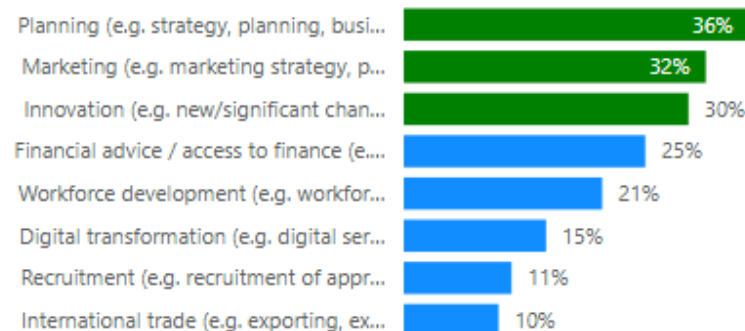 Planning (e.g. strategy, planning, busi... 36%
Marketing (e.g. marketing strategy, p... 32%
Innovation (e.g. new/significant chan... 30%
Financial advice / access to finance (e.... 25%
Workforce development (e.g. workfor... 21%
Digital transformation (e.g. digital ser... 15%
Recruitment (e.g. recruitment of appr... 11%
International trade (e.g. exporting, ex... 10%